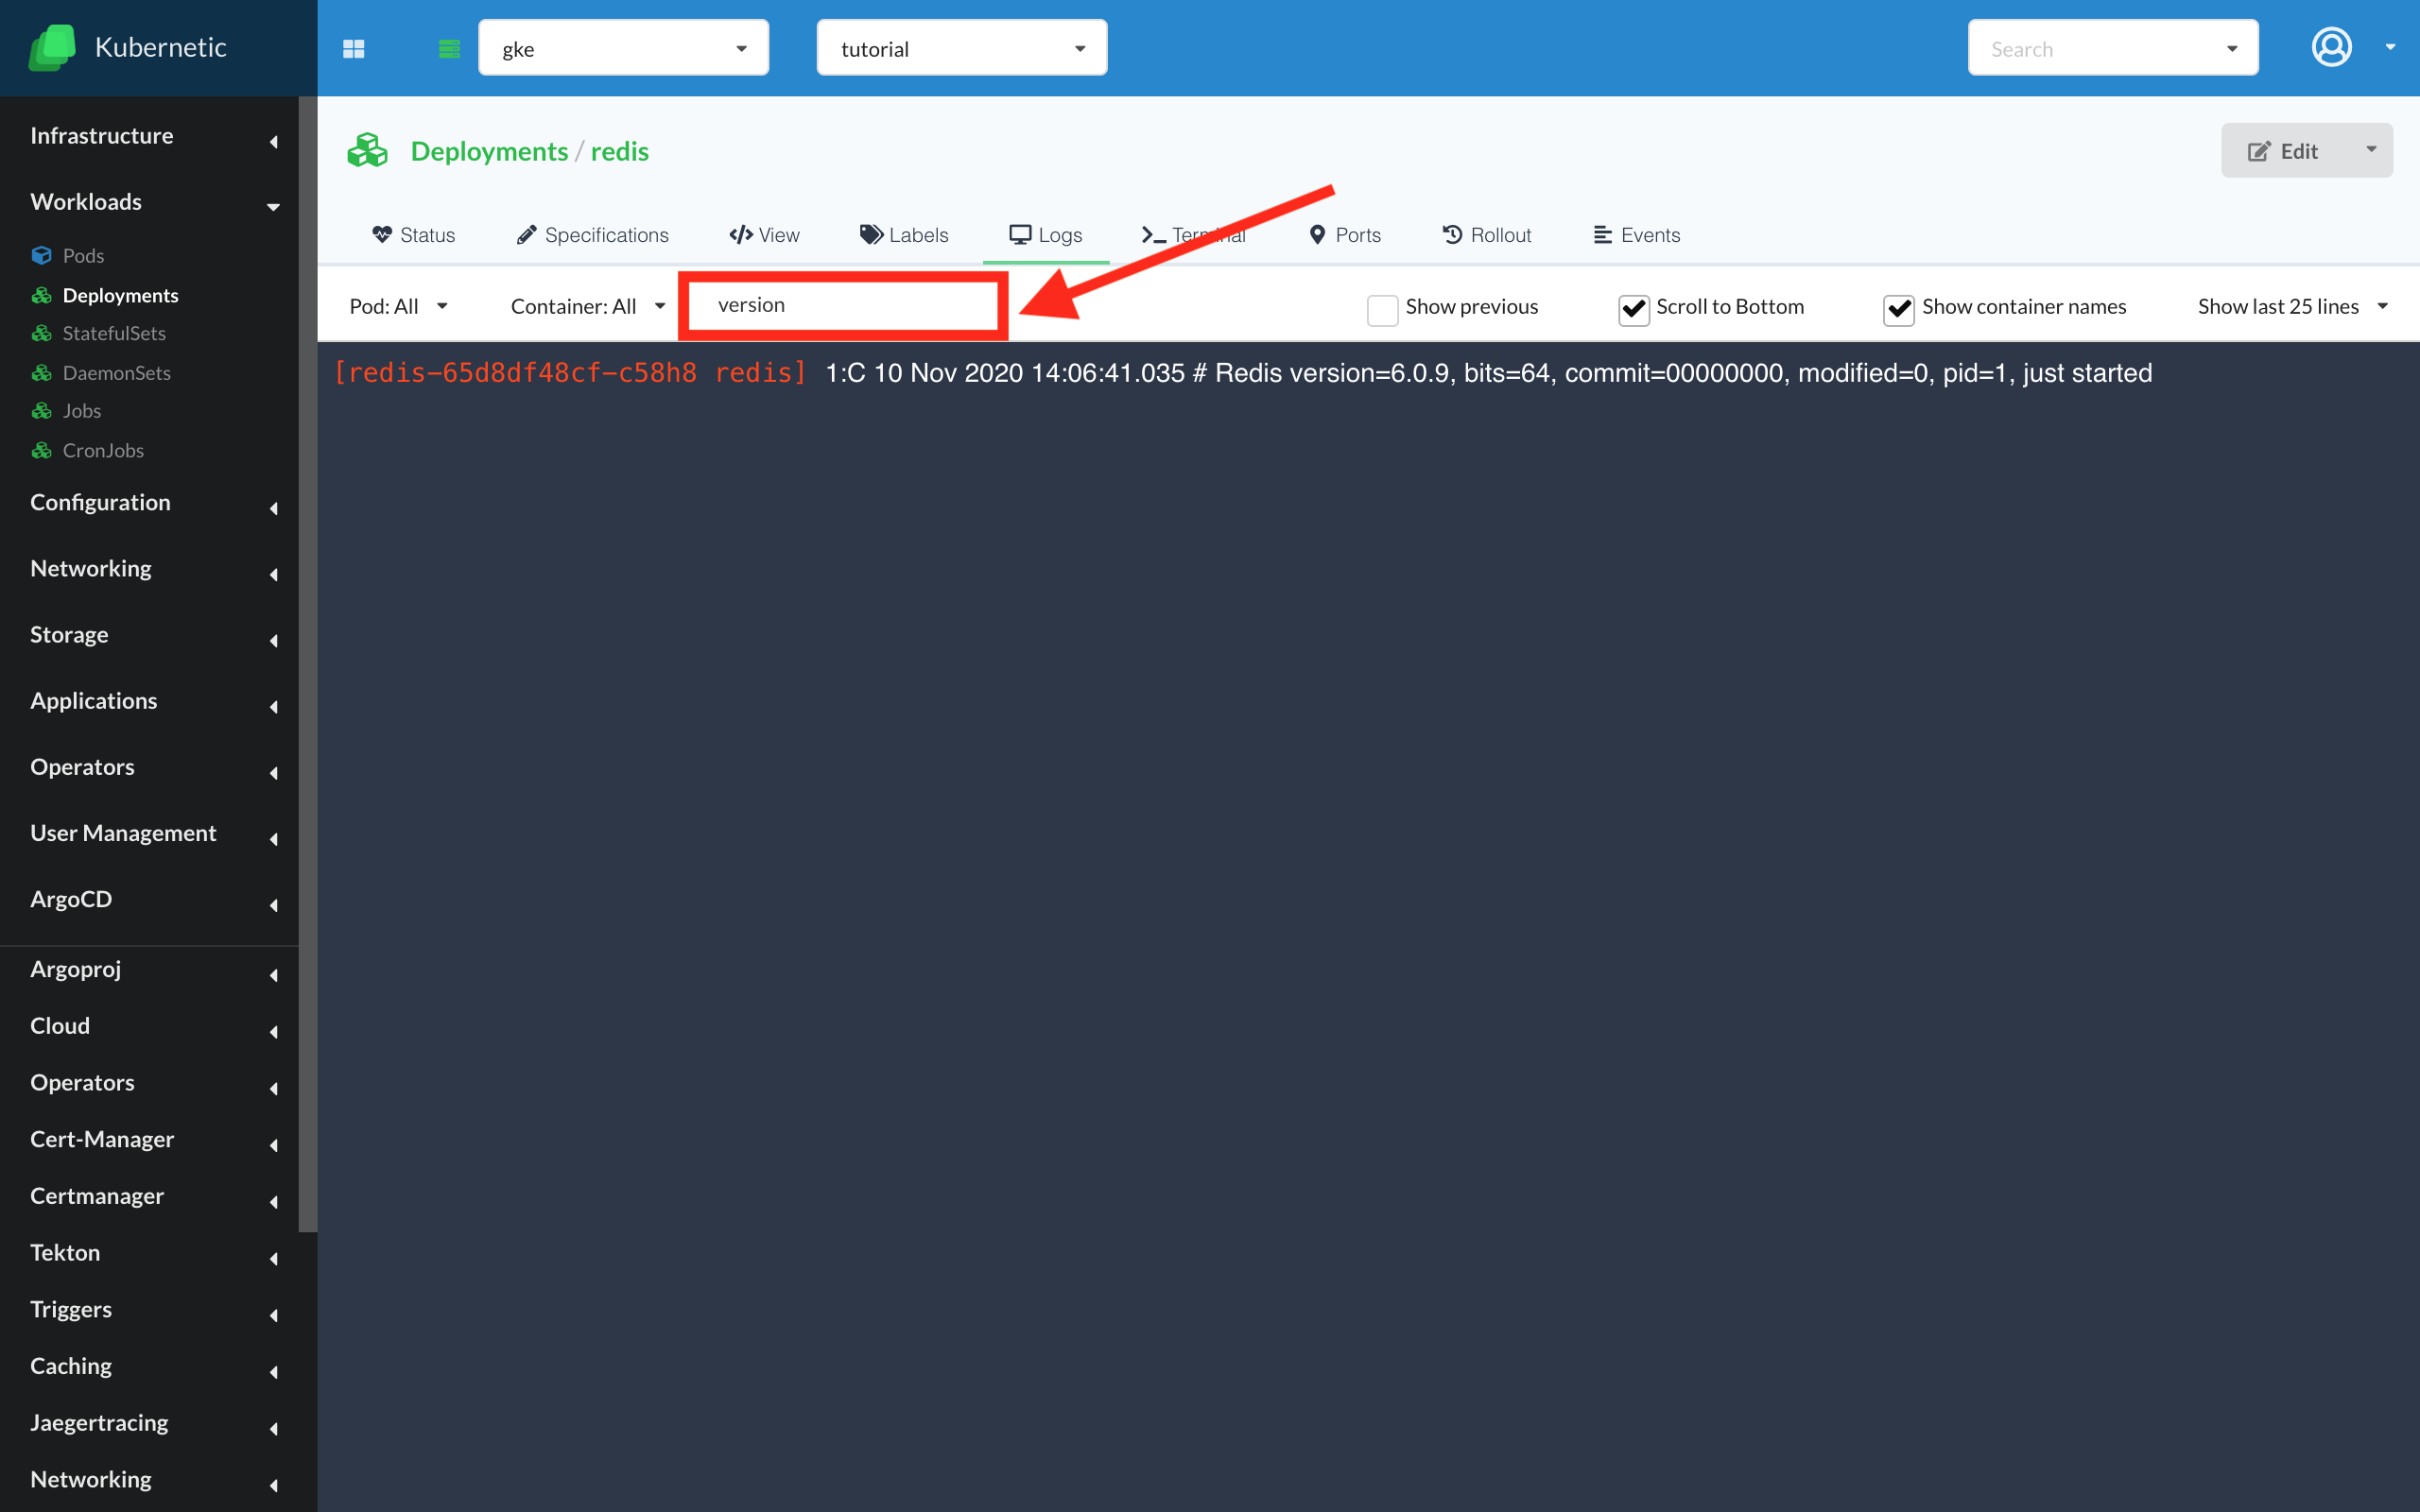 Kubernetic
gke
tutorial
Search
Infrastructure
Workloads
Pods
Deployments
StatefulSets
DaemonSets
Jobs
CronJobs
Configuration
Networking
Storage
Applications
Operators
User Management
ArgoCD
Argoproj
Cloud
Operators
Cert-Manager
Certmanager
Tekton
Triggers
Caching
Jaegertracing
Networking
Deployments / redis
Edit
Status Specifications View Labels Logs Terminal Ports Rollout Events
Pod: All Container: All version Show previous Scroll to Bottom Show container names Show last 25 lines
[redis-65d8df48cf-c58h8 redis] 1:C 10 Nov 2020 14:06:41.035 # Redis version=6.0.9, bits=64, commit=00000000, modified=0, pid=1, just started